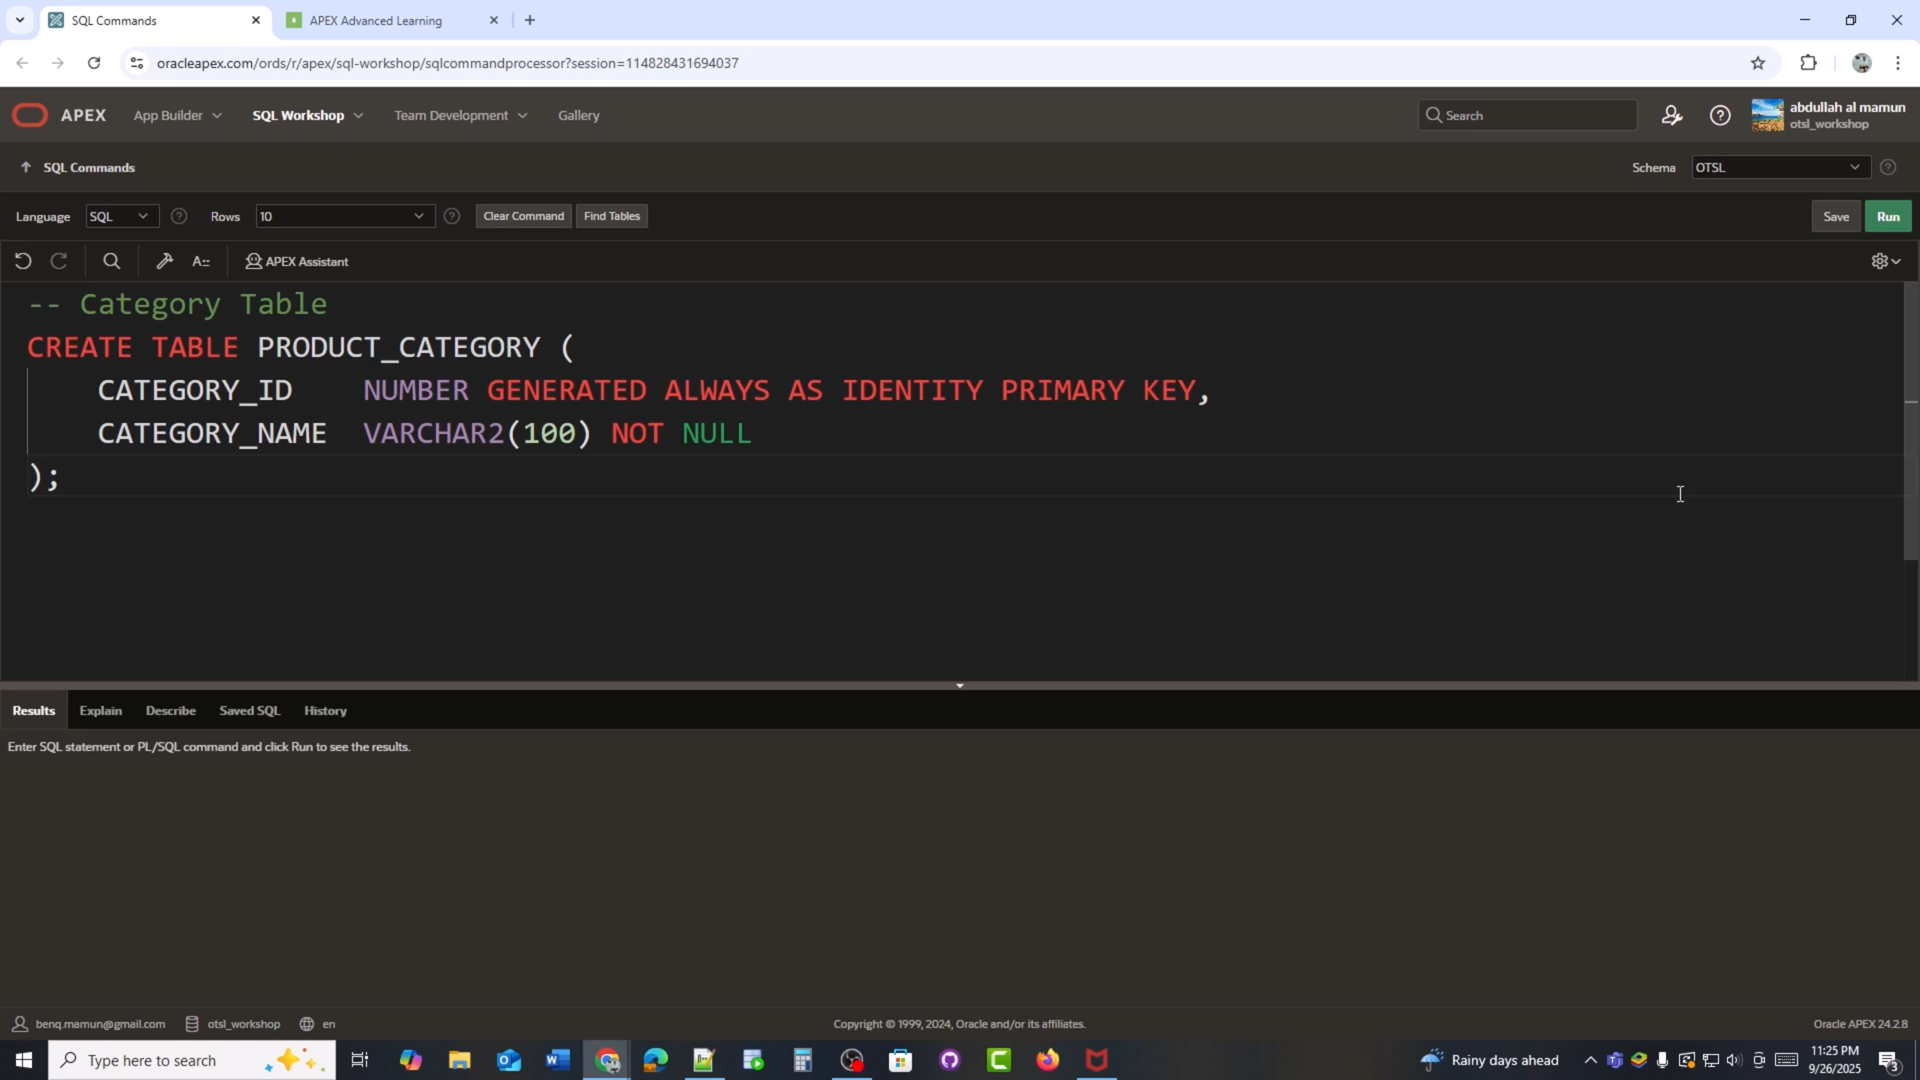 SQL Commands
APEX Advanced Learning
oracleapex.com/ords/r/apex/sql-workshop/sqlcommandprocessor?session=114828431694037
APEX App Builder SQL Workshop Team Development Gallery Search abdullah al mamun
otsl_workshop
SQL Commands Schema OTSL
Language SQL Rows 10 Clear Command Find Tables Save Run
A:: APEX Assistant
-- Category Table
CREATE TABLE PRODUCT_CATEGORY (
CATEGORY_ID NUMBER GENERATED ALWAYS AS IDENTITY PRIMARY KEY,
CATEGORY_NAME VARCHAR2(100) NOT NULL
);
Results Explain Describe Saved SQL History
Enter SQL statement or PL/SQL command and click Run to see the results.
benq.mamun@gmail.com otsl_workshop en Copyright © 1999, 2024, Oracle and/or its affiliates. Oracle APEX 24.2.8
Type here to search Rainy days ahead 11:25 PM
9/26/2025
3